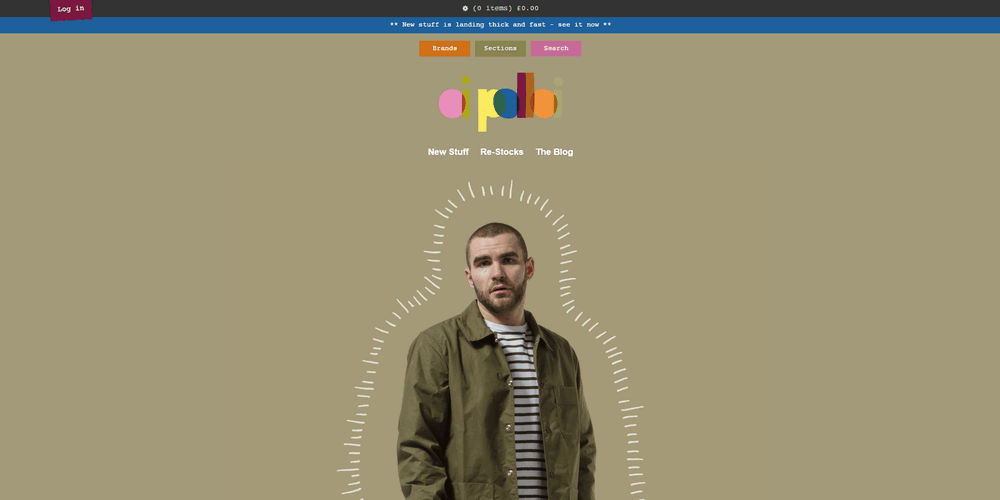 Log in
(0 items) £0.00
** New stuff is landing thick and fast - see it now **
Brands Sections Search
oipolloi
New Stuff Re-Stocks The Blog